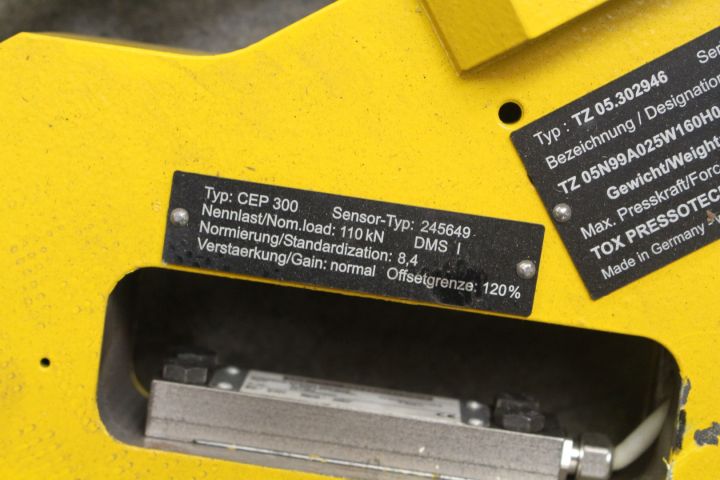 Typ: CEP 300 Sensor-Typ: 245649
Nennlast/Nom.load: 110 kN DMS I
Normierung/Standardization: 8,4
Verstaerkung/Gain: normal Offsetgrenze: 120%
Typ : TZ 05.302946
Bezeichnung / Designation
TZ 05N99A025W160H0
Gewicht/Weight
Max. Presskraft/Forc
TOX PRESSOTEC
Made in Germany